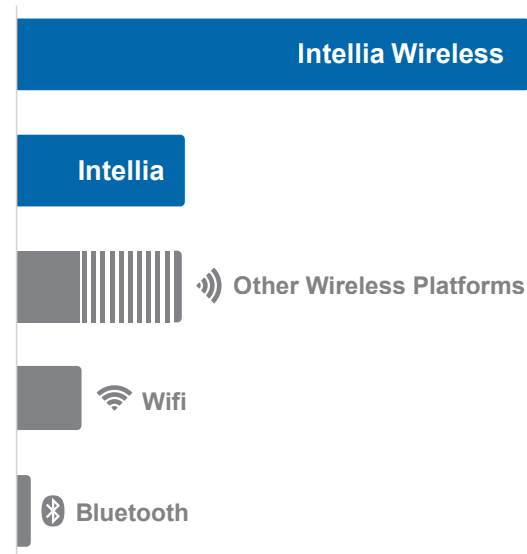 Intellia Wireless
Intellia
Other Wireless Platforms
Wifi
Bluetooth